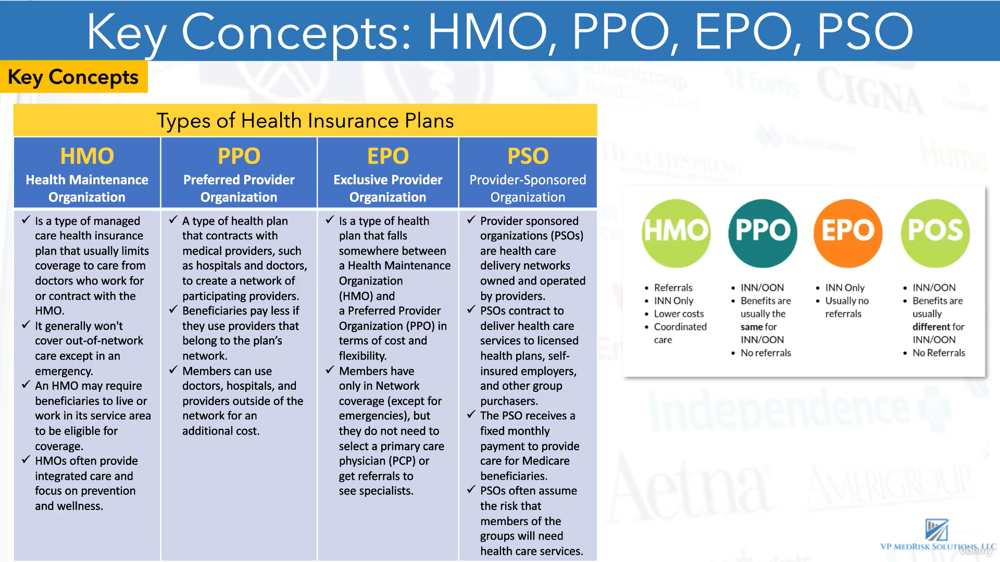 Key Concepts: HMO, PPO, EPO, PSO
Key Concepts
Types of Health Insurance Plans
HMO
Health Maintenance
Organization
PPO
Preferred Provider
Organization
EPO
Exclusive Provider
Organization
PSO
Provider-Sponsored
Organization
✓ Is a type of managed
care health insurance
plan that usually limits
coverage to care from
doctors who work for
or contract with the
HMO.
✓ It generally won't
cover out-of-network
care except in an
emergency.
✓ An HMO may require
beneficiaries to live or
work in its service area
to be eligible for
coverage.
✓ HMOs often provide
integrated care and
focus on prevention
and wellness.
✓ A type of health plan
that contracts with
medical providers, such
as hospitals and doctors,
to create a network of
participating providers.
✓ Beneficiaries pay less if
they use providers that
belong to the plan’s
network.
✓ Members can use
doctors, hospitals, and
providers outside of the
network for an
additional cost.
✓ Is a type of health
plan that falls
somewhere between
a Health Maintenance
Organization
(HMO) and
a Preferred Provider
Organization (PPO) in
terms of cost and
flexibility.
✓ Members have
only in Network
coverage (except for
emergencies), but
they do not need to
select a primary care
physician (PCP) or
get referrals to
see specialists.
✓ Provider sponsored
organizations (PSOs)
are health care
delivery networks
owned and operated
by providers.
✓ PSOs contract to
deliver health care
services to licensed
health plans, self-
insured employers,
and other group
purchasers.
✓ The PSO receives a
fixed monthly
payment to provide
care for Medicare
beneficiaries.
✓ PSOs often assume
the risk that
members of the
groups will need
health care services.
HMO
• Referrals
• INN Only
• Lower costs
• Coordinated
care
PPO
• INN/OON
• Benefits are
usually the
same for
INN/OON
• No referrals
EPO
• INN Only
• Usually no
referrals
POS
• INN/OON
• Benefits are
usually
different for
INN/OON
• No Referrals
Amerigroup
RealSolutions
Fortis
CIGNA
HealthPartners
HEALTHSPRING
Huma
Independence
Aetna
AMERIGROUP
VP MEDRISK SOLUTIONS, LLC
udemy